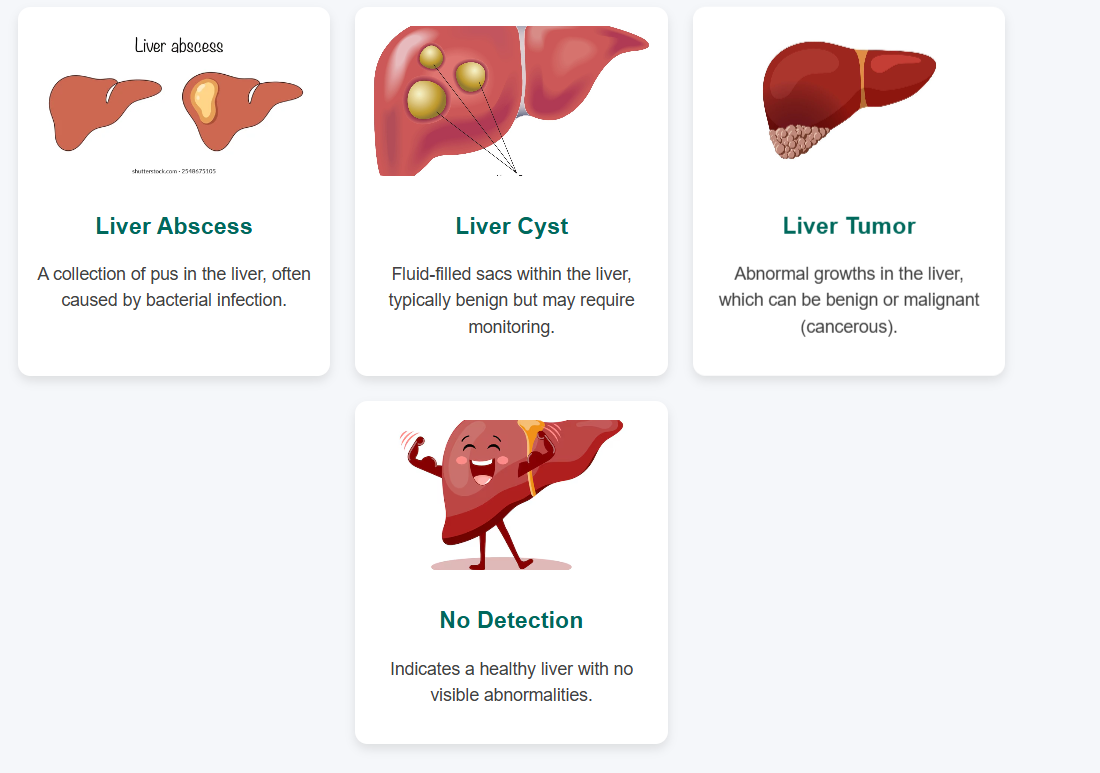 Liver abscess
shutterstock.com · 2548675105
Liver Abscess
A collection of pus in the liver, often
caused by bacterial infection.
Liver Cyst
Fluid-filled sacs within the liver,
typically benign but may require
monitoring.
Liver Tumor
Abnormal growths in the liver,
which can be benign or malignant
(cancerous).
No Detection
Indicates a healthy liver with no
visible abnormalities.